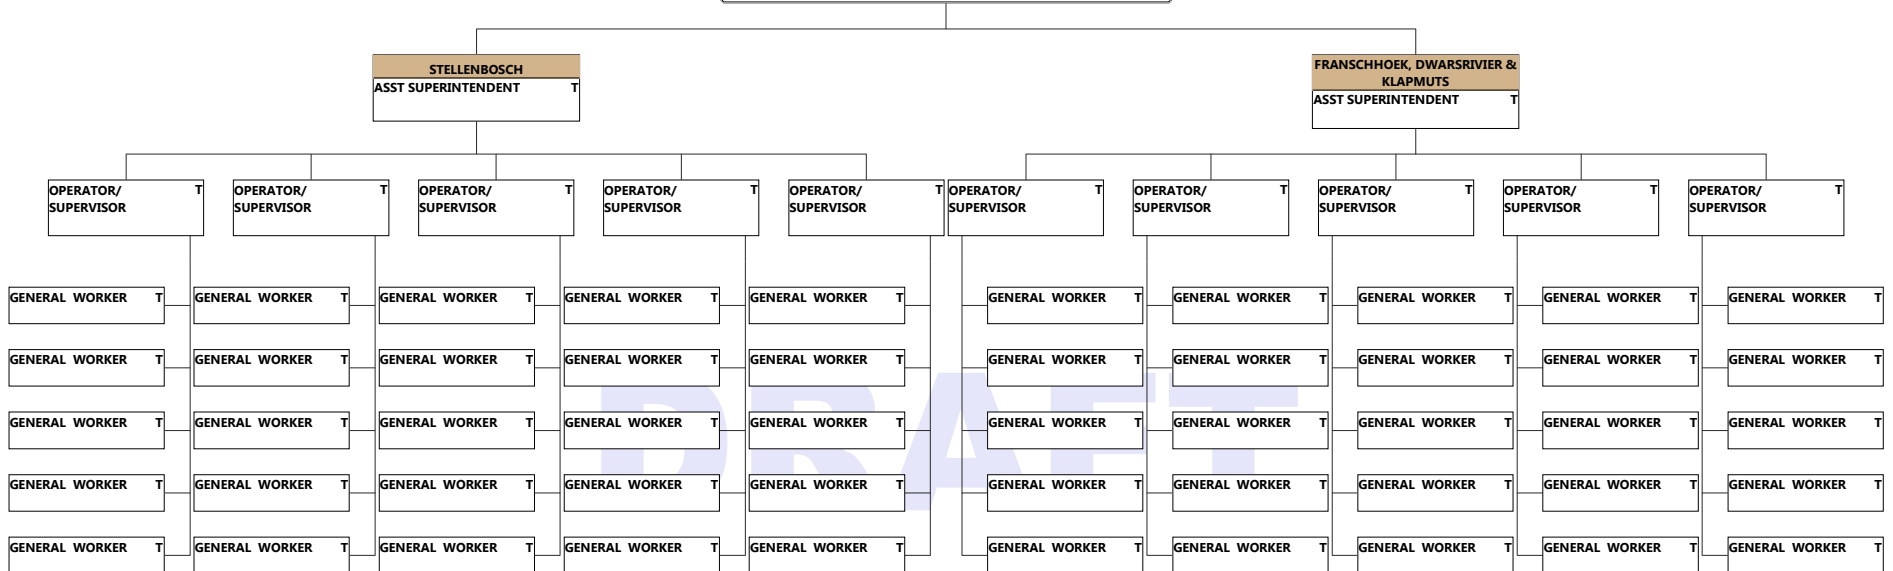 STELLENBOSCH
ASST SUPERINTENDENT T
FRANSCHHOEK, DWARSRIVIER &
KLAPMUTS
ASST SUPERINTENDENT T
OPERATOR/ T OPERATOR/ T OPERATOR/ T OPERATOR/ T OPERATOR/ T OPERATOR/ T OPERATOR/ T OPERATOR/ T OPERATOR/ T OPERATOR/ T
SUPERVISOR SUPERVISOR SUPERVISOR SUPERVISOR SUPERVISOR SUPERVISOR SUPERVISOR SUPERVISOR SUPERVISOR SUPERVISOR
GENERAL WORKER T GENERAL WORKER T GENERAL WORKER T GENERAL WORKER T GENERAL WORKER T GENERAL WORKER T GENERAL WORKER T GENERAL WORKER T GENERAL WORKER T GENERAL WORKER T
GENERAL WORKER T GENERAL WORKER T GENERAL WORKER T GENERAL WORKER T GENERAL WORKER T GENERAL WORKER T GENERAL WORKER T GENERAL WORKER T GENERAL WORKER T GENERAL WORKER T
GENERAL WORKER T GENERAL WORKER T GENERAL WORKER T GENERAL WORKER T GENERAL WORKER T GENERAL WORKER T GENERAL WORKER T GENERAL WORKER T GENERAL WORKER T GENERAL WORKER T
DRAFT
GENERAL WORKER T GENERAL WORKER T GENERAL WORKER T GENERAL WORKER T GENERAL WORKER T GENERAL WORKER T GENERAL WORKER T GENERAL WORKER T GENERAL WORKER T GENERAL WORKER T
GENERAL WORKER T GENERAL WORKER T GENERAL WORKER T GENERAL WORKER T GENERAL WORKER T GENERAL WORKER T GENERAL WORKER T GENERAL WORKER T GENERAL WORKER T GENERAL WORKER T